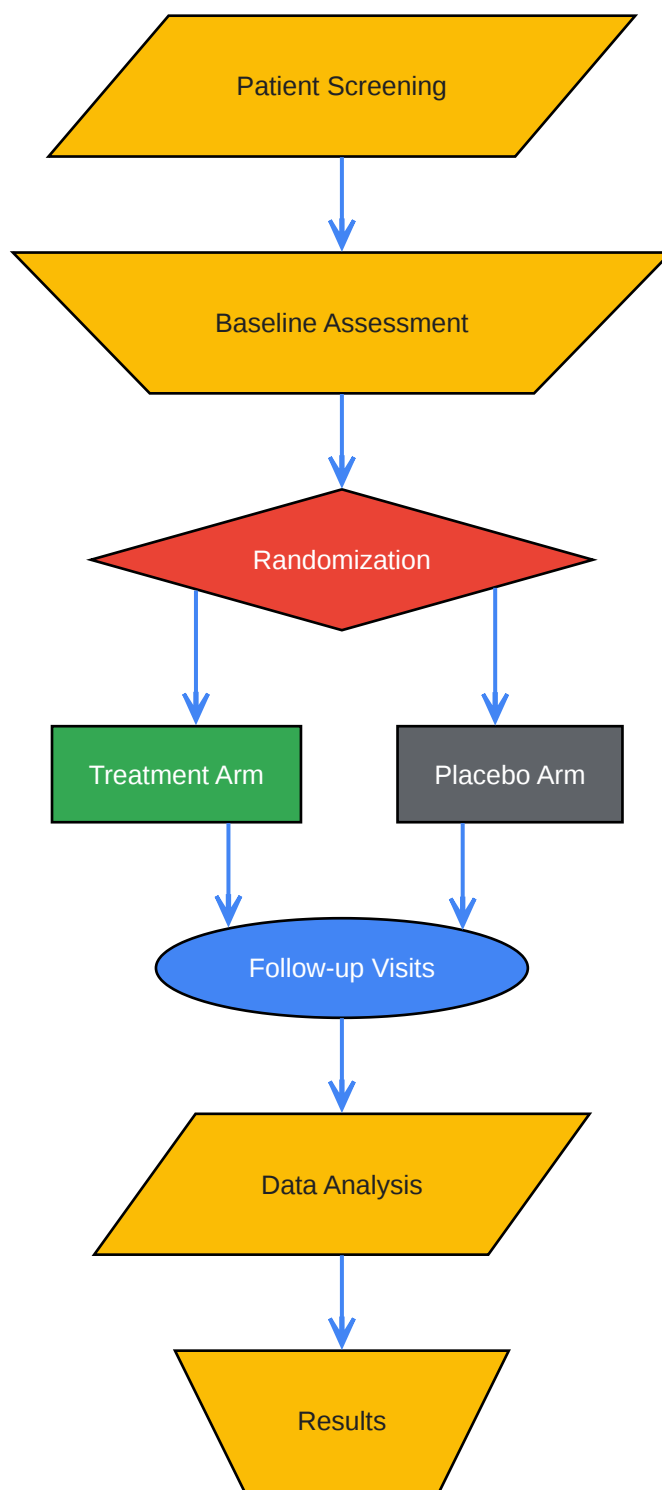 Patient Screening
Baseline Assessment
Randomization
Treatment Arm
Placebo Arm
Follow-up Visits
Data Analysis
Results